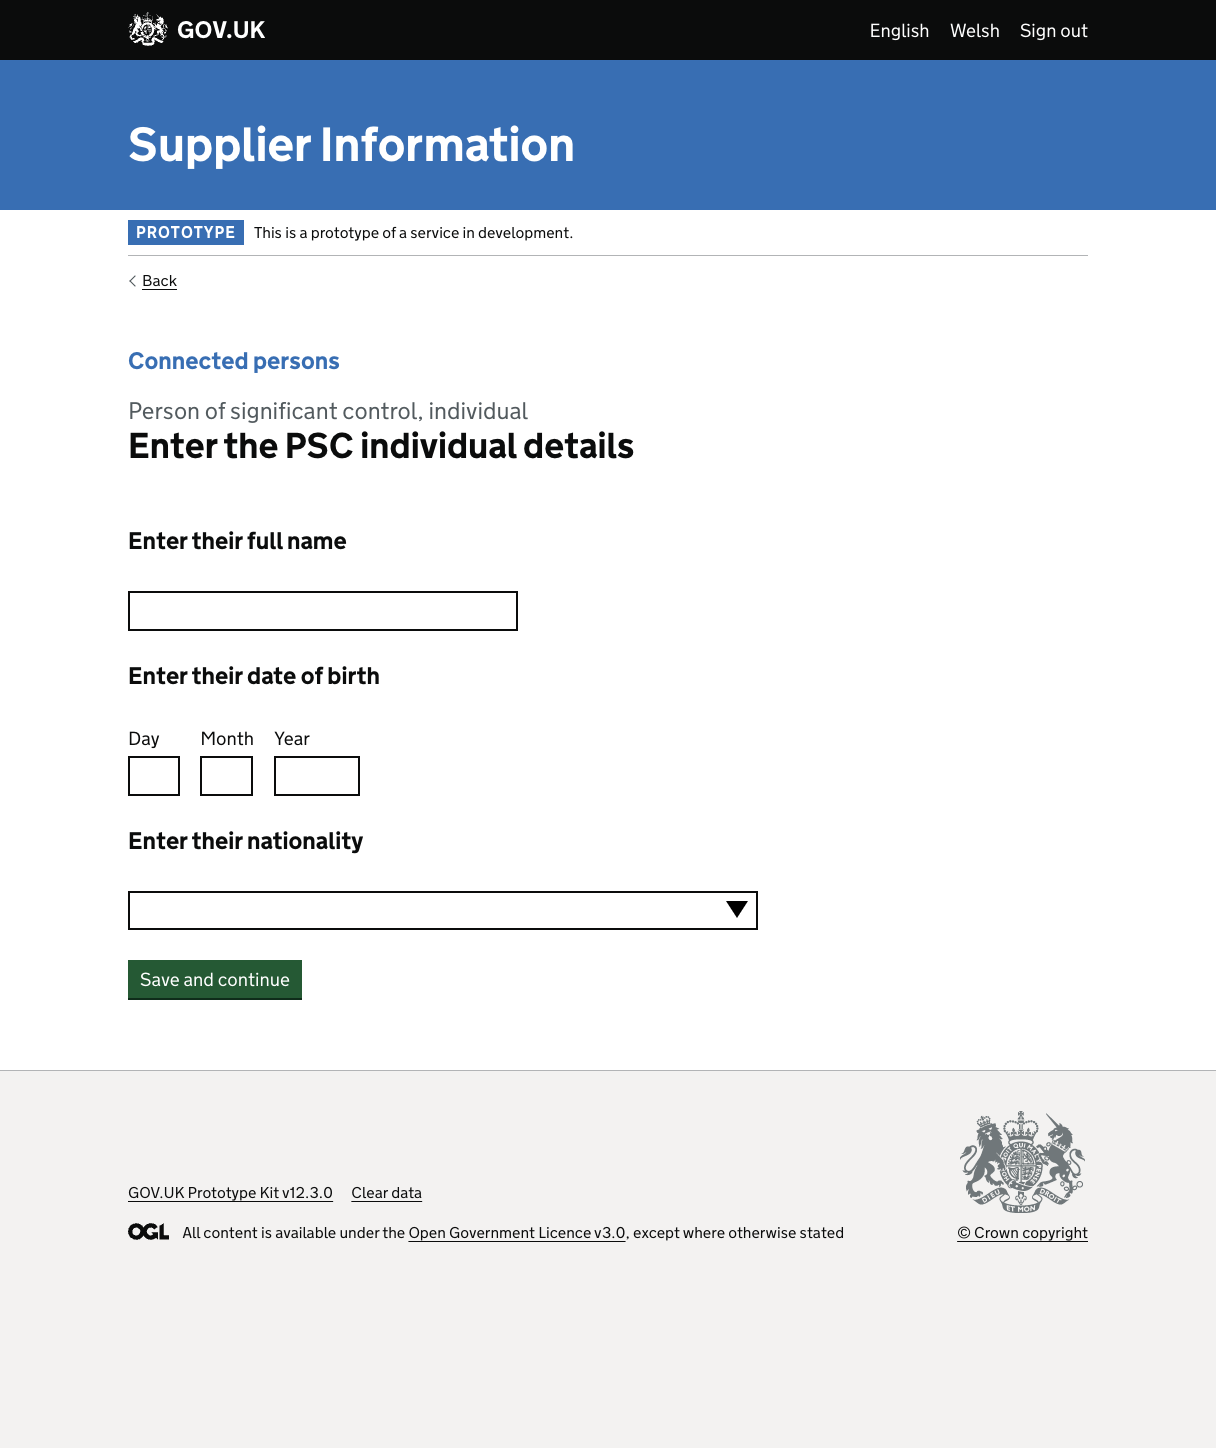 GOV.UK
English Welsh Sign out
Supplier Information
PROTOTYPE This is a prototype of a service in development.
Back
Connected persons
Person of significant control, individual
Enter the PSC individual details
Enter their full name
Enter their date of birth
Day Month Year
Enter their nationality
Save and continue
GOV.UK Prototype Kit v12.3.0 Clear data
OGL All content is available under the Open Government Licence v3.0, except where otherwise stated
© Crown copyright